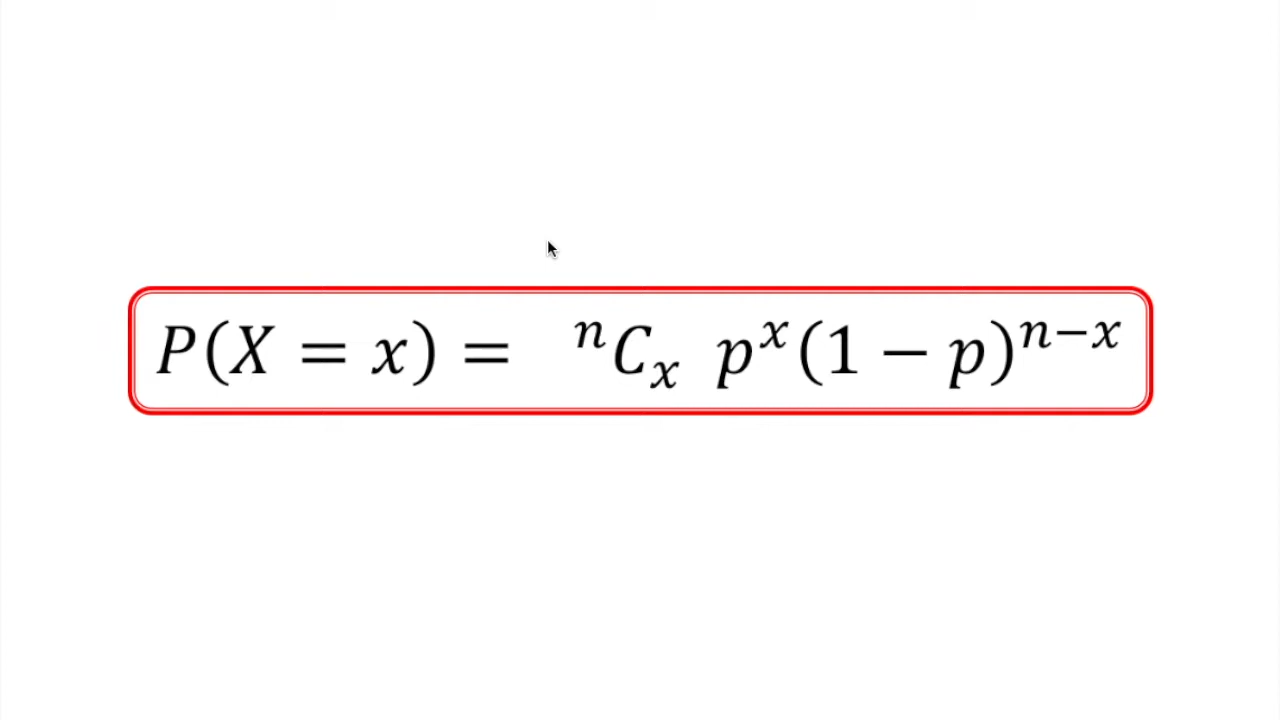 P(X = x) = ⁿCₓ pˣ(1 − p)ⁿ⁻ˣ